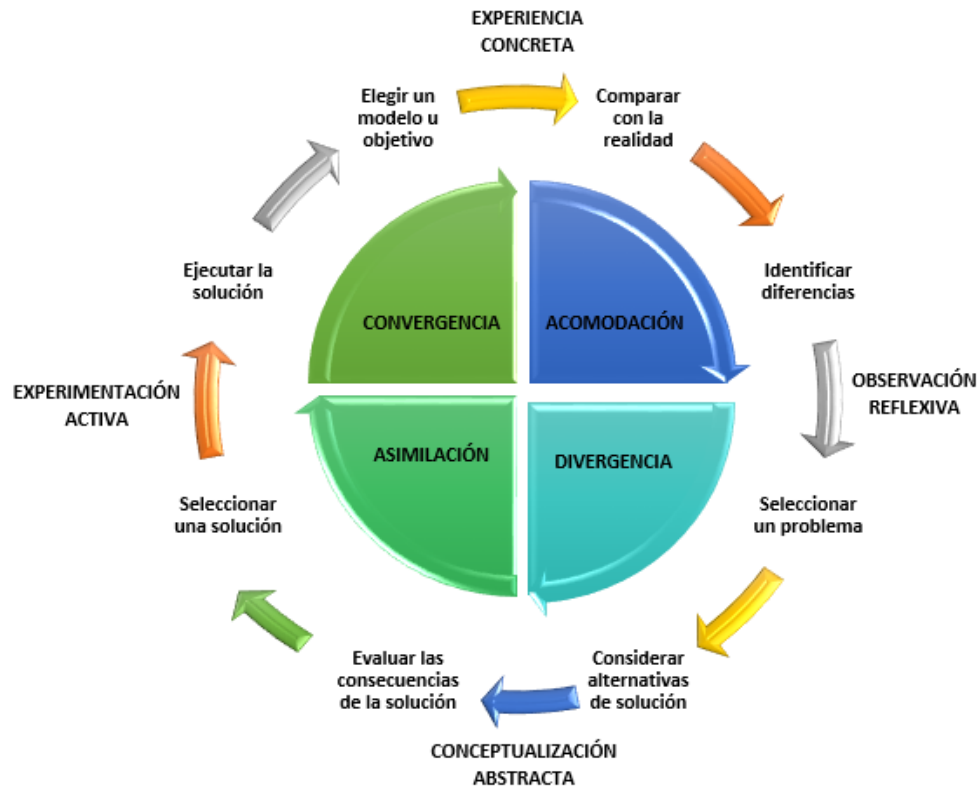 EXPERIENCIA
CONCRETA
Elegir un
modelo u
objetivo
Comparar
con la
realidad
Identificar
diferencias
OBSERVACIÓN
REFLEXIVA
Seleccionar
un problema
Considerar
alternativas
de solución
CONCEPTUALIZACIÓN
ABSTRACTA
Evaluar las
consecuencias
de la solución
Seleccionar
una solución
EXPERIMENTACIÓN
ACTIVA
Ejecutar la
solución
CONVERGENCIA
ACOMODACIÓN
ASIMILACIÓN
DIVERGENCIA